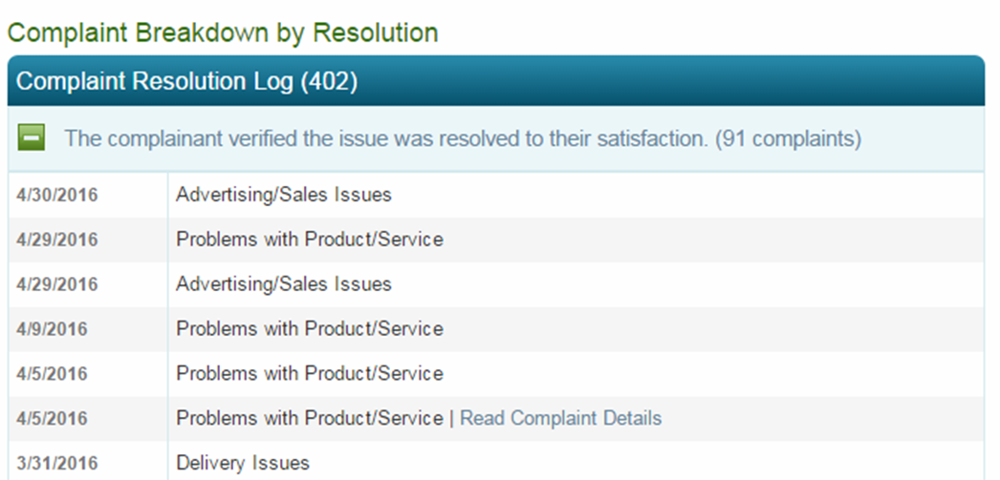 Complaint Breakdown by Resolution
Complaint Resolution Log (402)
The complainant verified the issue was resolved to their satisfaction. (91 complaints)
4/30/2016 Advertising/Sales Issues
4/29/2016 Problems with Product/Service
4/29/2016 Advertising/Sales Issues
4/9/2016 Problems with Product/Service
4/5/2016 Problems with Product/Service
4/5/2016 Problems with Product/Service | Read Complaint Details
3/31/2016 Delivery Issues